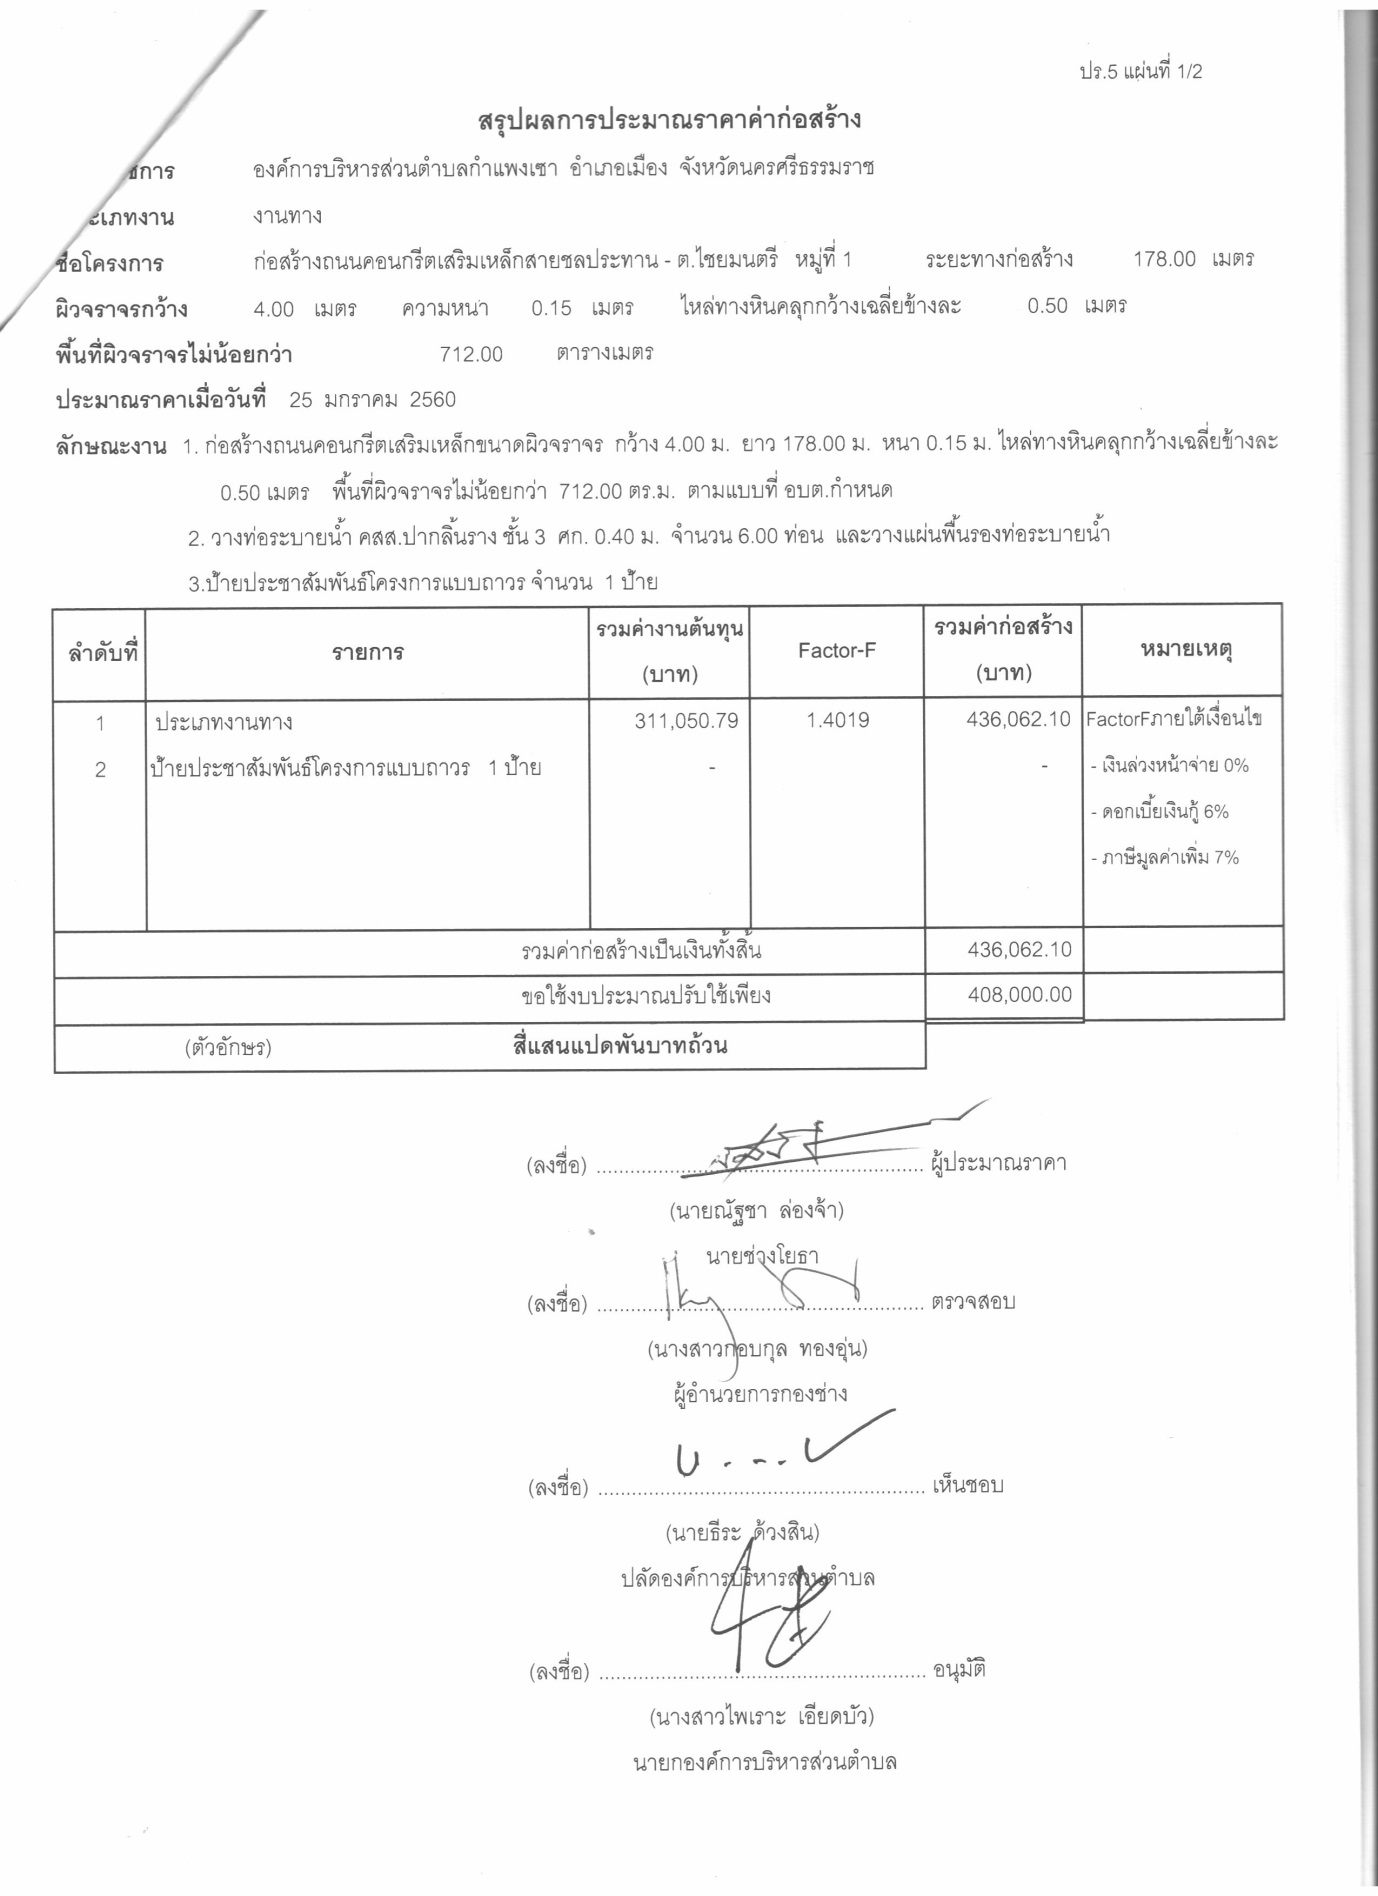 ปร.5 แผ่นที่ 1/2
สรุปผลการประมาณราคาค่าก่อสร้าง
องค์การบริหารส่วนตำบลกำแพงเซา อำเภอเมือง จังหวัดนครศรีธรรมราช
งานทาง
ชื่อโครงการ ก่อสร้างถนนคอนกรีตเสริมเหล็กสายชลประทาน - ต.ไชยมนตรี หมู่ที่ 1 ระยะทางก่อสร้าง 178.00 เมตร
ผิวจราจรกว้าง 4.00 เมตร ความหนา 0.15 เมตร ไหล่ทางหินคลุกกว้างเฉลี่ยข้างละ 0.50 เมตร
พื้นที่ผิวจราจรไม่น้อยกว่า 712.00 ตารางเมตร
ประมาณราคาเมื่อวันที่ 25 มกราคม 2560
ลักษณะงาน 1. ก่อสร้างถนนคอนกรีตเสริมเหล็กขนาดผิวจราจร กว้าง 4.00 ม. ยาว 178.00 ม. หนา 0.15 ม. ไหล่ทางหินคลุกกว้างเฉลี่ยข้างละ
0.50 เมตร พื้นที่ผิวจราจรไม่น้อยกว่า 712.00 ตร.ม. ตามแบบที่ อบต.กำหนด
2. วางท่อระบายน้ำ คสส.ปากลิ้นราง ชั้น 3 ศก. 0.40 ม. จำนวน 6.00 ท่อน และวางแผ่นพื้นรองท่อระบายน้ำ
3.ป้ายประชาสัมพันธ์โครงการแบบถาวร จำนวน 1 ป้าย
ลำดับที่ รายการ รวมค่างานต้นทุน (บาท) Factor-F รวมค่าก่อสร้าง (บาท) หมายเหตุ
1 ประเภทงานทาง 311,050.79 1.4019 436,062.10 FactorFภายใต้เงื่อนไข
2 ป้ายประชาสัมพันธ์โครงการแบบถาวร 1 ป้าย - - - เงินล่วงหน้าจ่าย 0%
- ดอกเบี้ยเงินกู้ 6%
- ภาษีมูลค่าเพิ่ม 7%
รวมค่าก่อสร้างเป็นเงินทั้งสิ้น 436,062.10
ขอใช้งบประมาณปรับใช้เพียง 408,000.00
(ตัวอักษร) สี่แสนแปดพันบาทถ้วน
(ลงชื่อ) ........................................ ผู้ประมาณราคา
(นายณัฐชา ล่องจ้า)
นายช่างโยธา
(ลงชื่อ) ........................................ ตรวจสอบ
(นางสาวกอบกุล ทองอุ่น)
ผู้อำนวยการกองช่าง
(ลงชื่อ) ........................................ เห็นชอบ
(นายธีระ ด้วงสิน)
ปลัดองค์การบริหารส่วนตำบล
(ลงชื่อ) ........................................ อนุมัติ
(นางสาวไพเราะ เอียดบัว)
นายกองค์การบริหารส่วนตำบล